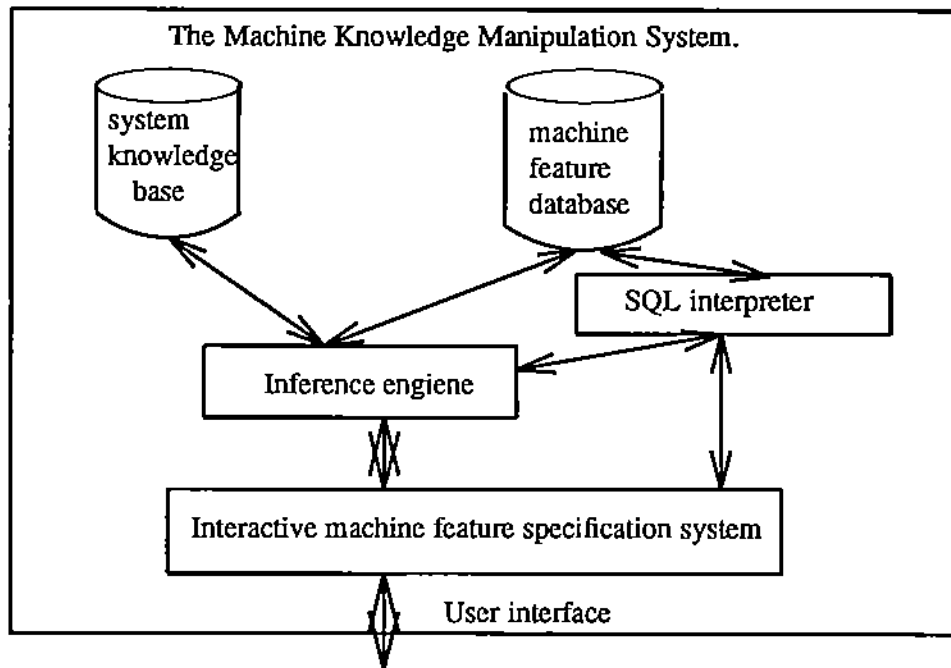 The Machine Knowledge Manipulation System.
system
knowledge
base
machine
feature
database
SQL interpreter
Inference engiene
Interactive machine feature specification system
User interface